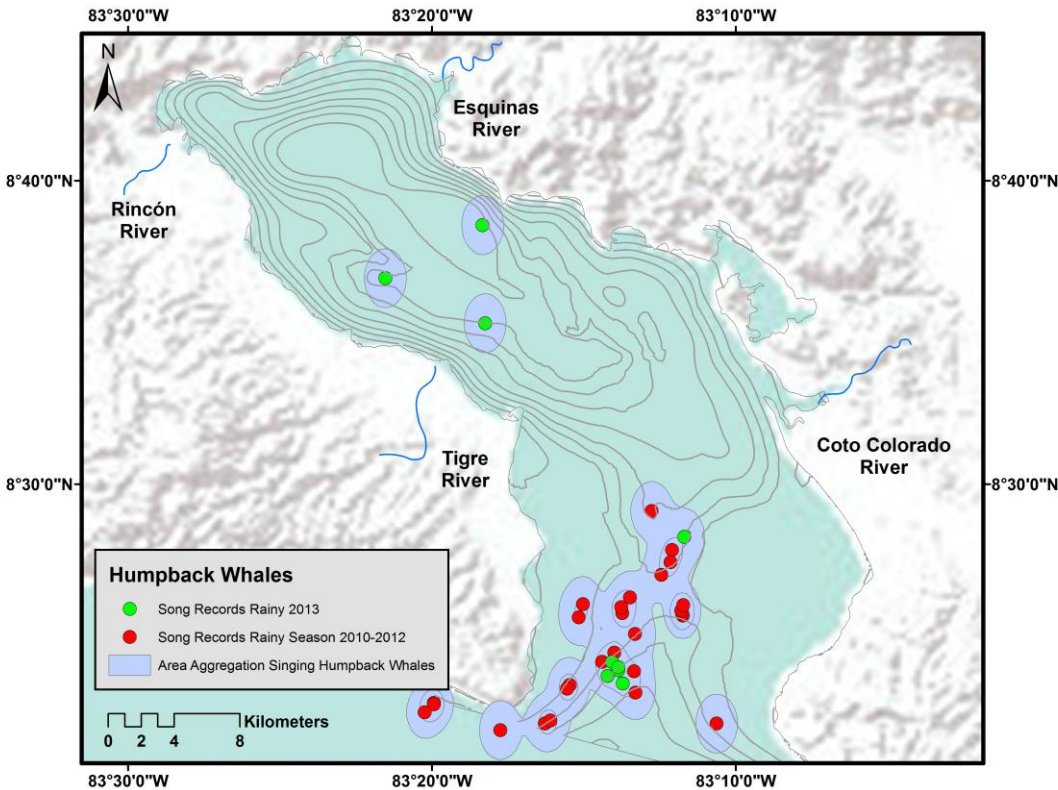 83°30'0"W
83°20'0"W
83°10'0"W
N
Esquinas
River
8°40'0"N
8°40'0"N
Rincón
River
Tigre
River
Coto Colorado
River
8°30'0"N
8°30'0"N
Humpback Whales
Song Records Rainy 2013
Song Records Rainy Season 2010-2012
Area Aggregation Singing Humpback Whales
Kilometers
0 2 4 8
83°30'0"W
83°20'0"W
83°10'0"W